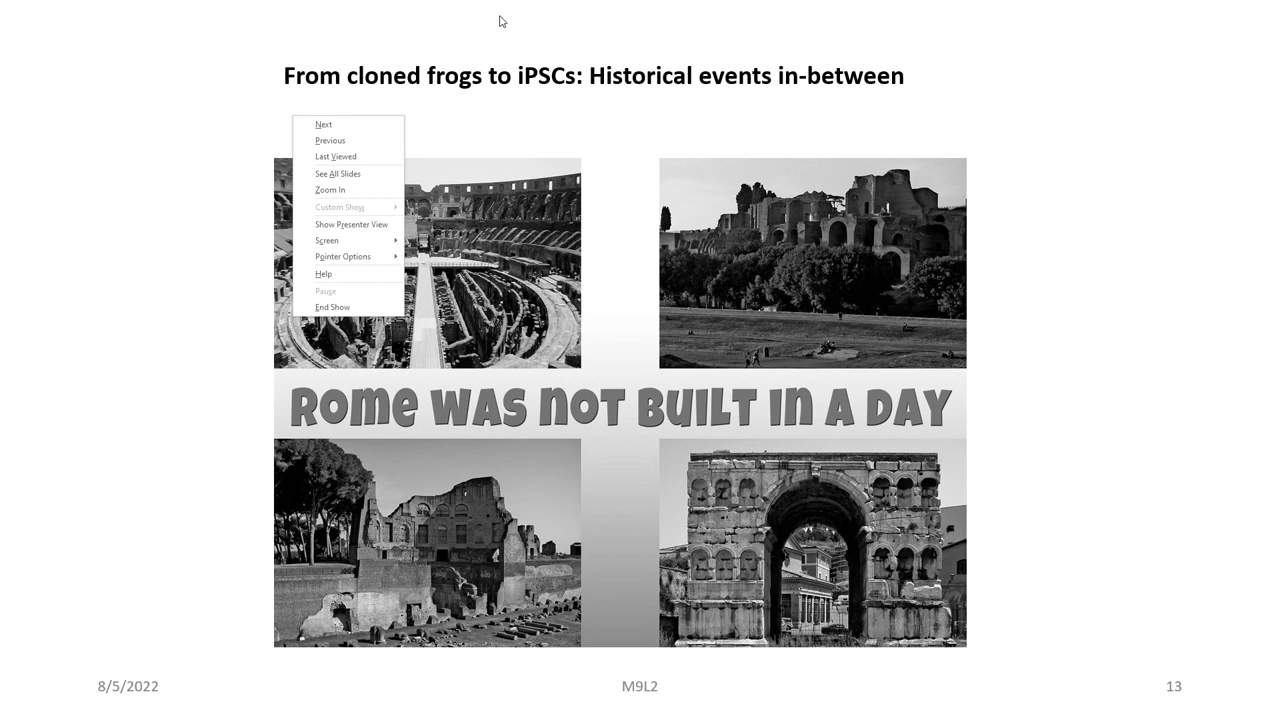 From cloned frogs to iPSCs: Historical events in-between
Next
Previous
Last Viewed
See All Slides
Zoom In
Custom Show
Show Presenter View
Screen
Pointer Options
Help
Pause
End Show
Rome was not built in a day
8/5/2022
M9L2
13